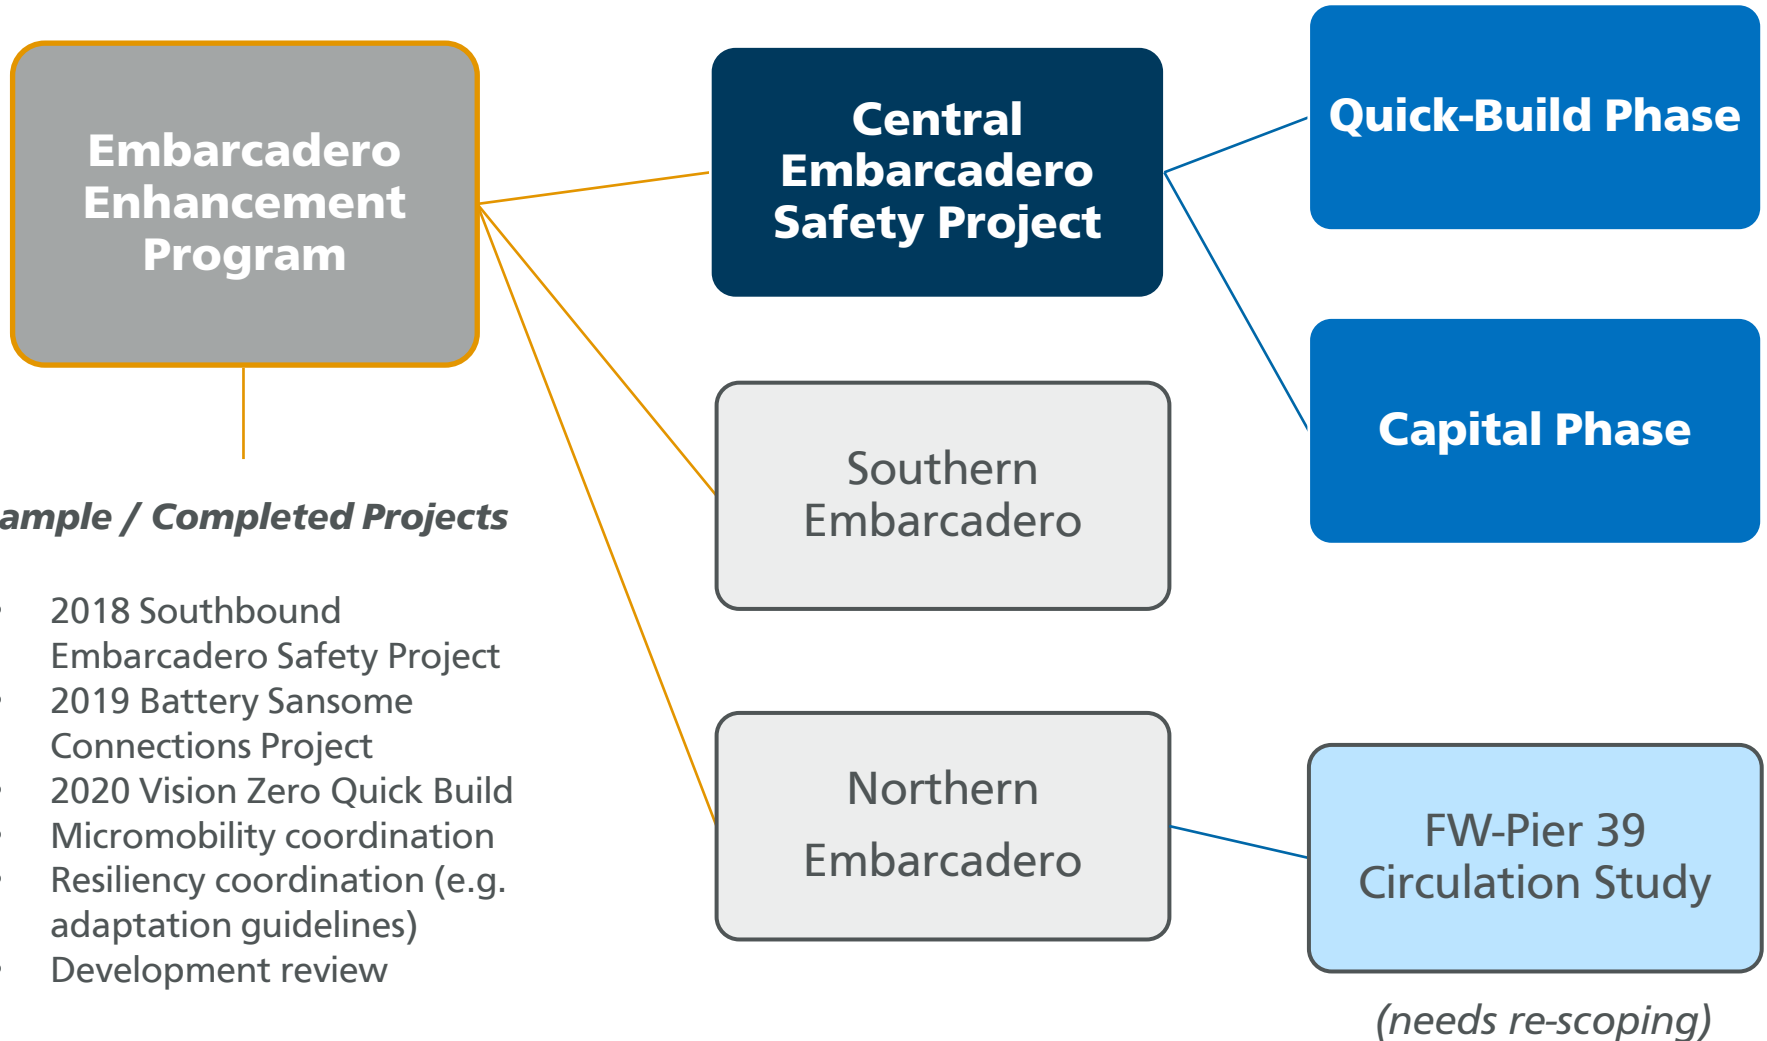 Embarcadero
Enhancement
Program
ample / Completed Projects
• 2018 Southbound
Embarcadero Safety Project
• 2019 Battery Sansome
Connections Project
• 2020 Vision Zero Quick Build
• Micromobility coordination
• Resiliency coordination (e.g.
adaptation guidelines)
• Development review
Central
Embarcadero
Safety Project
Southern
Embarcadero
Northern
Embarcadero
Quick-Build Phase
Capital Phase
FW-Pier 39
Circulation Study
(needs re-scoping)